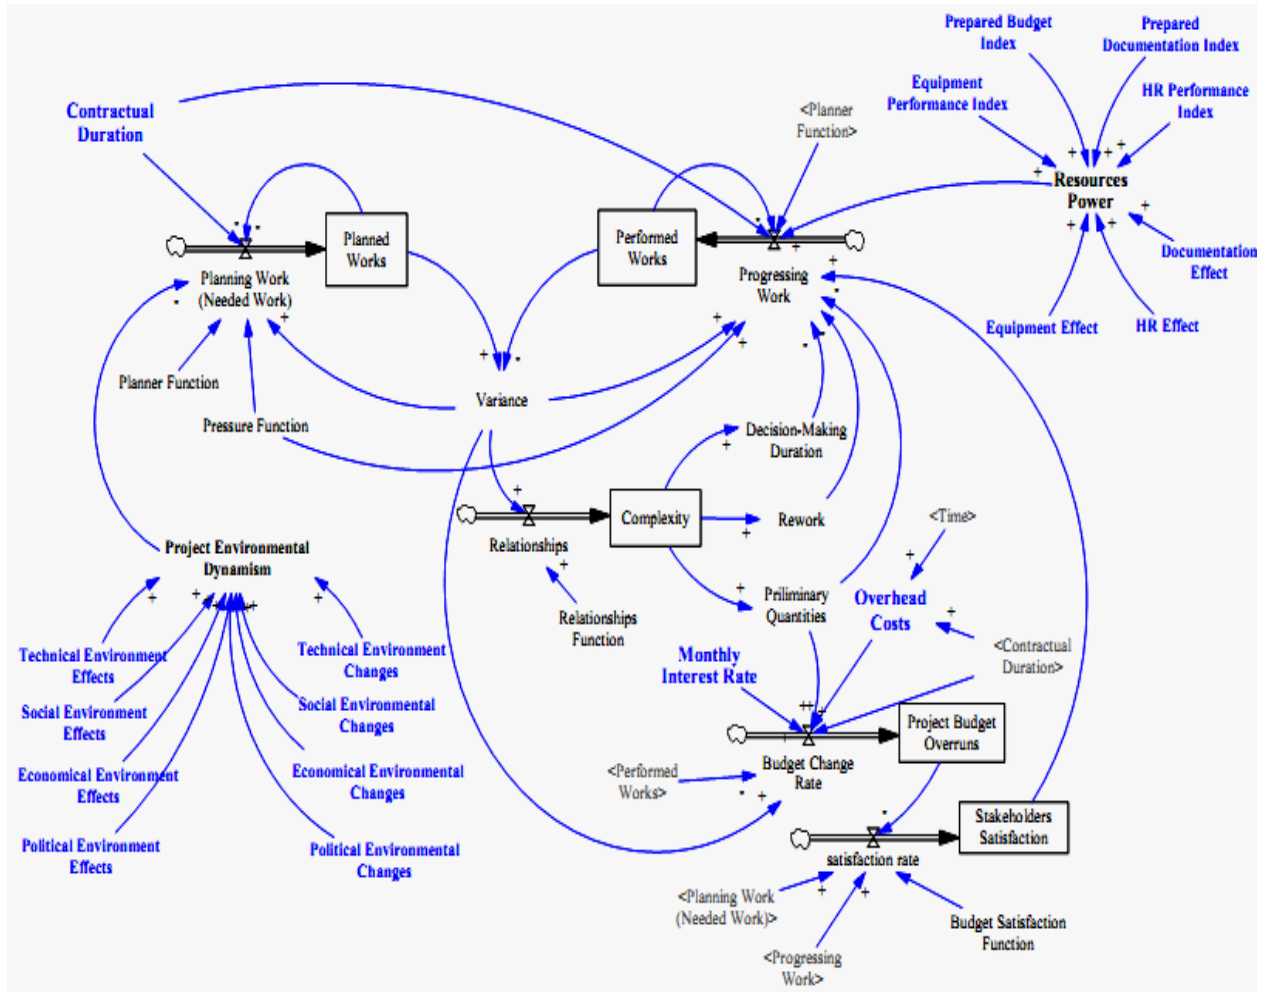 Prepared Budget
Index
Prepared
Documentation Index
Equipment
Performance Index
HR Performance
Index
Contractual
Duration
<Planner
Function>
Resources
Power
Planned
Works
Performed
Works
Planning Work
(Needed Work)
Progressing
Work
Documentation
Effect
Equipment Effect
HR Effect
Planner Function
Variance
Pressure Function
Decision-Making
Duration
Complexity
Rework
<Time>
Relationships
Project Environmental
Dynamism
Priliminary
Quantities
Overhead
Costs
Relationships
Function
<Contractual
Duration>
Technical Environment
Effects
Technical Environment
Changes
Monthly
Interest Rate
Social Environment
Effects
Social Environmental
Changes
Project Budget
Overruns
Economical Environment
Effects
Economical Environmental
Changes
<Performed
Works>
Budget Change
Rate
Stakeholders
Satisfaction
Political Environment
Effects
Political Environmental
Changes
satisfaction rate
<Planning Work
(Needed Work)>
Budget Satisfaction
Function
<Progressing
Work>